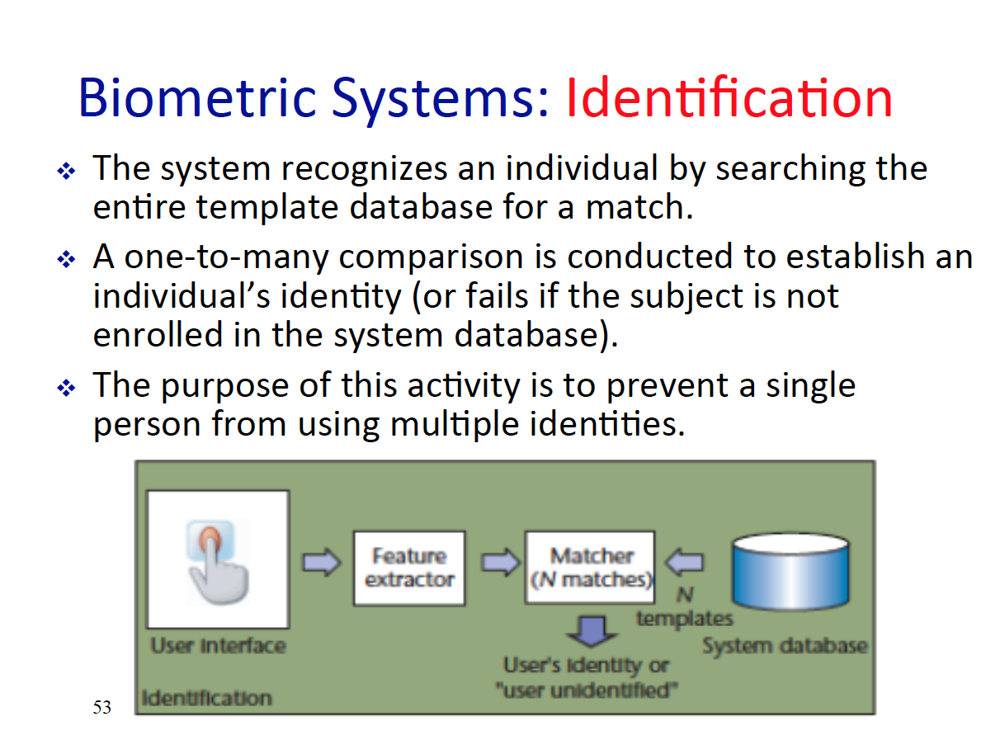 Biometric Systems: Identification
❖ The system recognizes an individual by searching the
entire template database for a match.
❖ A one-to-many comparison is conducted to establish an
individual’s identity (or fails if the subject is not
enrolled in the system database).
❖ The purpose of this activity is to prevent a single
person from using multiple identities.
User interface
Feature
extractor
Matcher
(N matches)
N
templates
System database
User's identity or
"user unidentified"
Identification
53